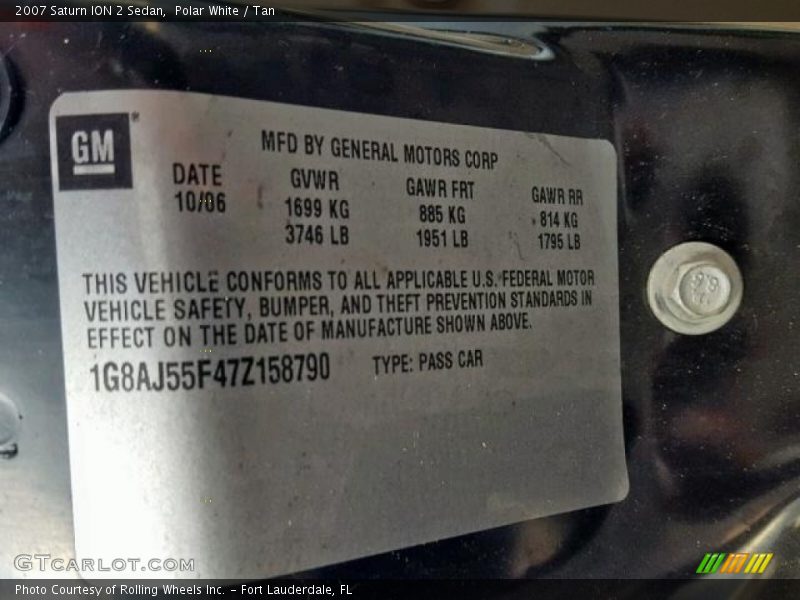 2007 Saturn ION 2 Sedan, Polar White / Tan
GM
MFD BY GENERAL MOTORS CORP
DATE GVWR GAWR FRT GAWR RR
10/06 1699 KG 885 KG 814 KG
3746 LB 1951 LB 1795 LB
THIS VEHICLE CONFORMS TO ALL APPLICABLE U.S. FEDERAL MOTOR
VEHICLE SAFETY, BUMPER, AND THEFT PREVENTION STANDARDS IN
EFFECT ON THE DATE OF MANUFACTURE SHOWN ABOVE.
1G8AJ55F47Z158790 TYPE: PASS CAR
GTCARLOT.COM
Photo Courtesy of Rolling Wheels Inc. - Fort Lauderdale, FL